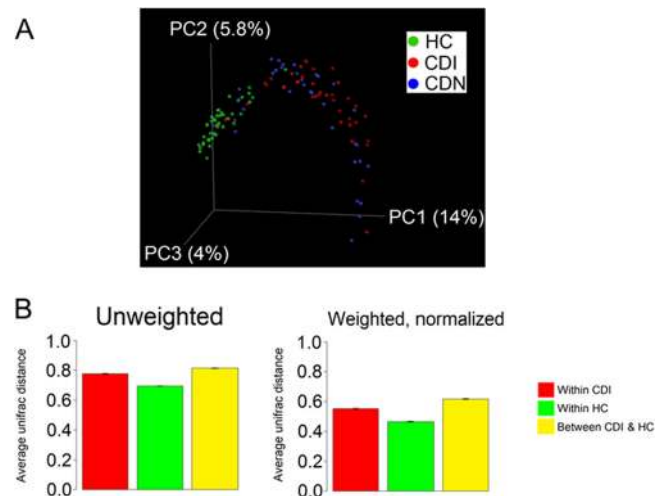 A
PC2 (5.8%)
HC
CDI
CDN
PC1 (14%)
PC3 (4%)
B
Unweighted
Average unifrac distance
1.0
0.8
0.6
0.4
0.2
0.0
Weighted, normalized
Average unifrac distance
1.0
0.8
0.6
0.4
0.2
0.0
Within CDI
Within HC
Between CDI & HC